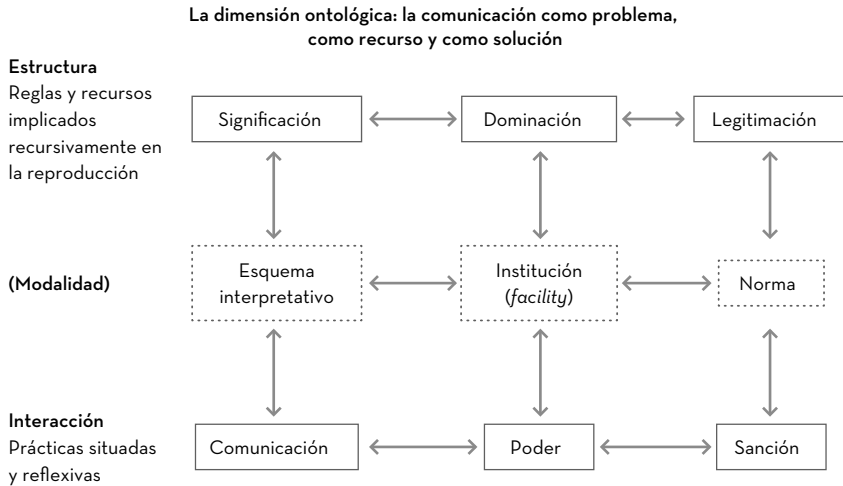 La dimensión ontológica: la comunicación como problema,
como recurso y como solución
Estructura
Reglas y recursos
implicados
recursivamente en
la reproducción
Significación
Dominación
Legitimación
(Modalidad)
Esquema
interpretativo
Institución
(facility)
Norma
Interacción
Prácticas situadas
y reflexivas
Comunicación
Poder
Sanción